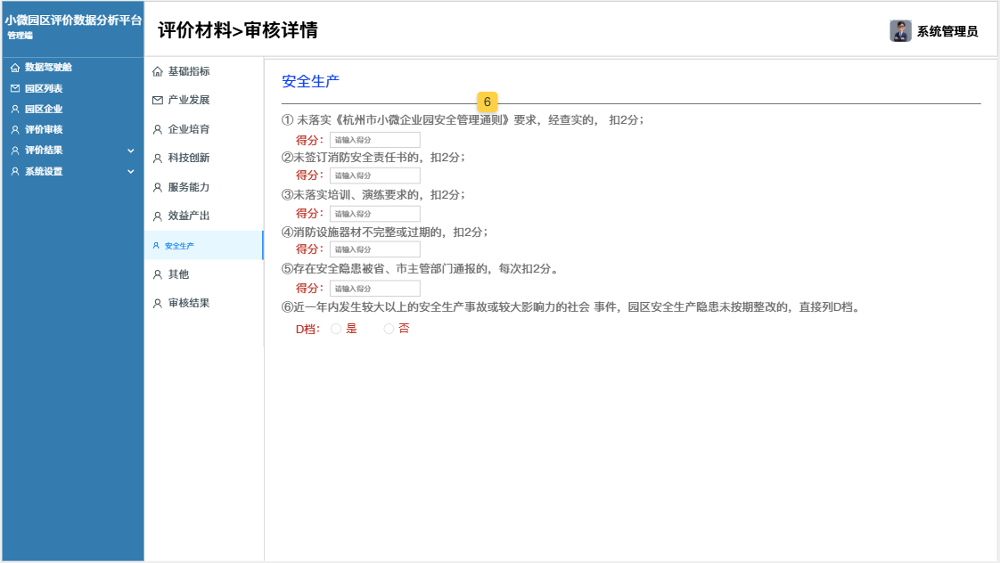 小微园区评价数据分析平台
管理端
数据驾驶舱
园区列表
园区企业
评价审核
评价结果
系统设置
评价材料>审核详情
系统管理员
基础指标
产业发展
企业培育
科技创新
服务能力
效益产出
安全生产
其他
审核结果
安全生产
6
① 未落实《杭州市小微企业园安全管理通则》要求，经查实的， 扣2分；
得分： 请输入得分
②未签订消防安全责任书的，扣2分；
得分： 请输入得分
③未落实培训、演练要求的，扣2分；
得分： 请输入得分
④消防设施器材不完整或过期的，扣2分；
得分： 请输入得分
⑤存在安全隐患被省、市主管部门通报的，每次扣2分。
得分： 请输入得分
⑥近一年内发生较大以上的安全生产事故或较大影响力的社会 事件，园区安全生产隐患未按期整改的，直接列D档。
D档： 是 否